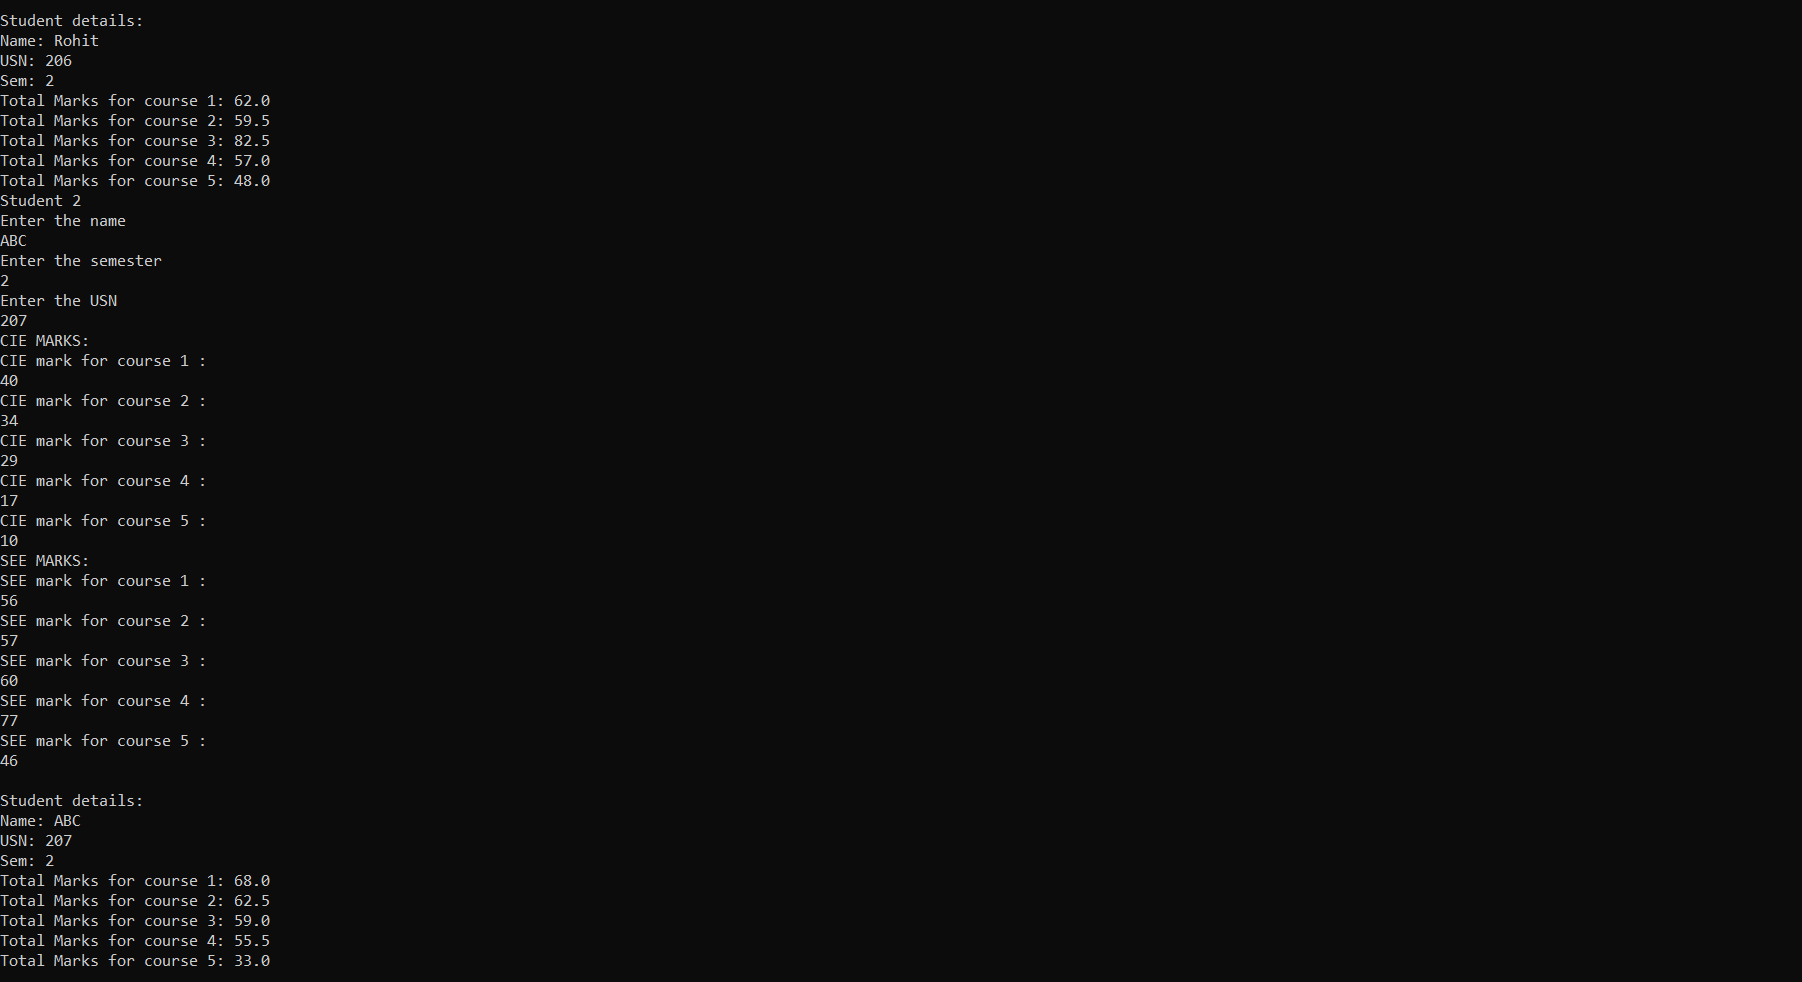 Student details:
Name: Rohit
USN: 206
Sem: 2
Total Marks for course 1: 62.0
Total Marks for course 2: 59.5
Total Marks for course 3: 82.5
Total Marks for course 4: 57.0
Total Marks for course 5: 48.0
Student 2
Enter the name
ABC
Enter the semester
2
Enter the USN
207
CIE MARKS:
CIE mark for course 1 :
40
CIE mark for course 2 :
34
CIE mark for course 3 :
29
CIE mark for course 4 :
17
CIE mark for course 5 :
10
SEE MARKS:
SEE mark for course 1 :
56
SEE mark for course 2 :
57
SEE mark for course 3 :
60
SEE mark for course 4 :
77
SEE mark for course 5 :
46
Student details:
Name: ABC
USN: 207
Sem: 2
Total Marks for course 1: 68.0
Total Marks for course 2: 62.5
Total Marks for course 3: 59.0
Total Marks for course 4: 55.5
Total Marks for course 5: 33.0